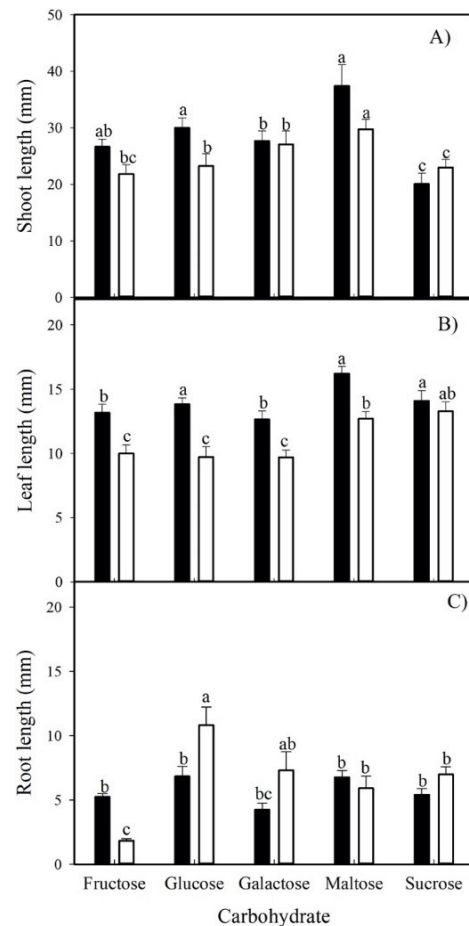 A)
Shoot length (mm)
50
40
30
20
10
0
ab
bc
a
b
b
b
a
a
c
c
B)
Leaf length (mm)
20
15
10
5
0
b
c
a
c
b
c
a
b
a
ab
C)
Root length (mm)
20
15
10
5
0
b
c
b
a
bc
ab
b
b
b
b
Fructose Glucose Galactose Maltose Sucrose
Carbohydrate